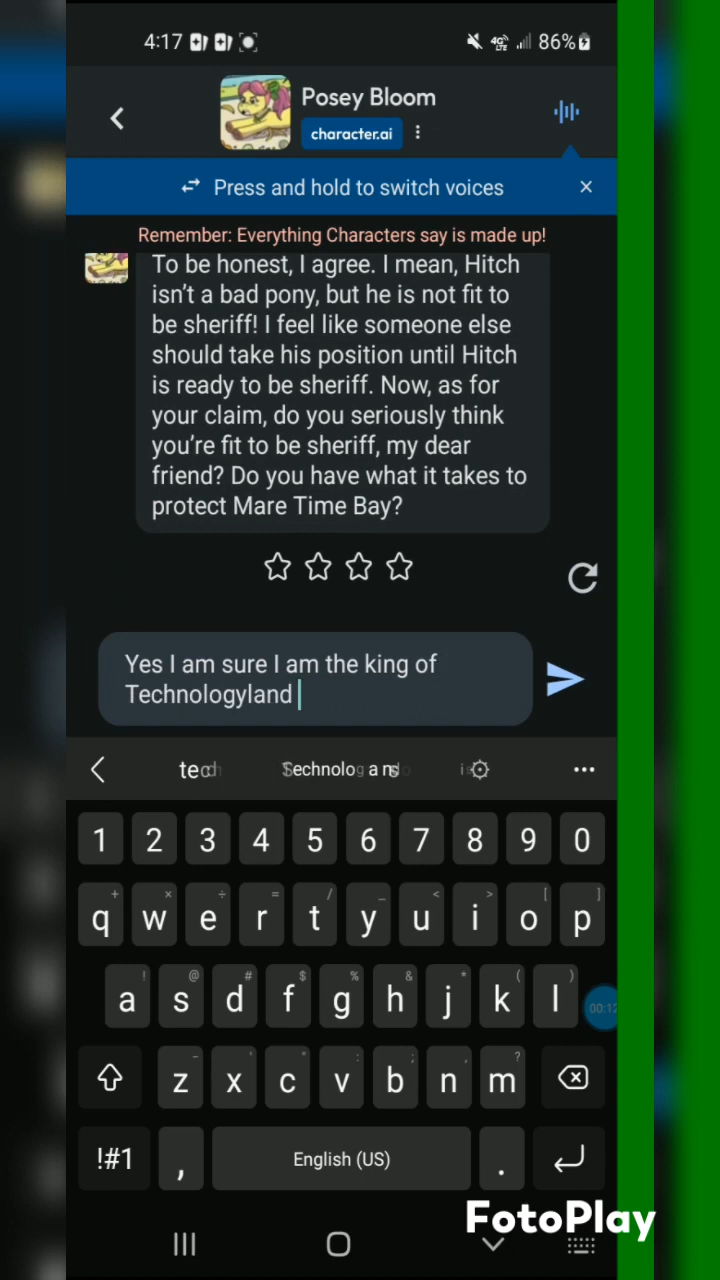 4:17
4G LTE 86%
Posey Bloom
character.ai
Press and hold to switch voices
Remember: Everything Characters say is made up!
To be honest, I agree. I mean, Hitch
isn't a bad pony, but he is not fit to
be sheriff! I feel like someone else
should take his position until Hitch
is ready to be sheriff. Now, as for
your claim, do you seriously think
you're fit to be sheriff, my dear
friend? Do you have what it takes to
protect Mare Time Bay?
Yes I am sure I am the king of
Technologyland
1 2 3 4 5 6 7 8 9 0
+ × ÷ = / _ < > [ ]
q w e r t y u i o p
! @ # $ % & * ( )
a s d f g h j k l
00:12
- ' " : ; , ?
z x c v b n m
!#1 , English (US) .
FotoPlay